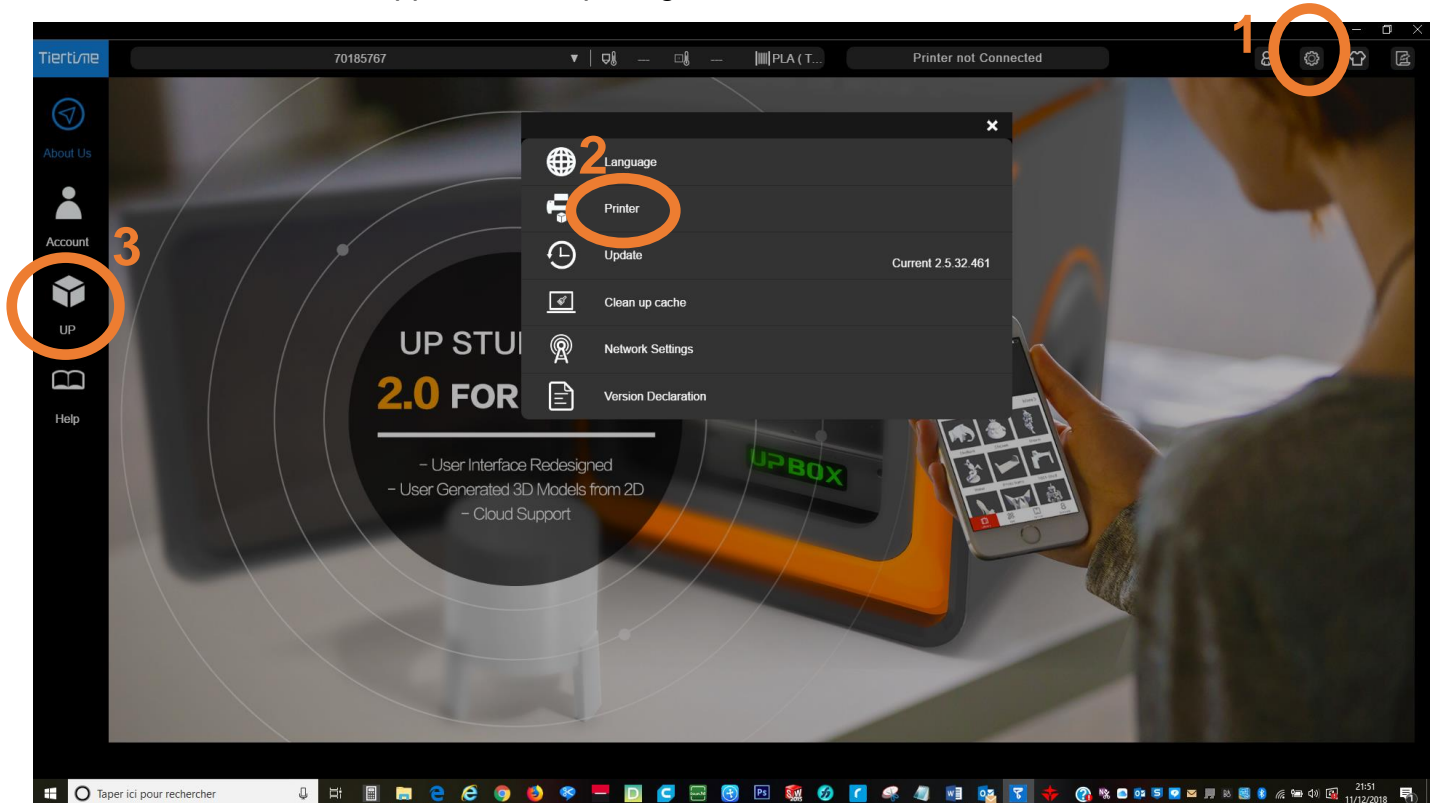 1
Tiertime
70185767
PLA ( T...
Printer not Connected
About Us
Account
3
UP
Help
2
Language
Printer
Update
Current 2.5.32.461
Clean up cache
Network Settings
Version Declaration
UP STU
2.0 FOR
– User Interface Redesigned
– User Generated 3D Models from 2D
– Cloud Support
UP BOX
Taper ici pour rechercher
21:51
11/12/2018